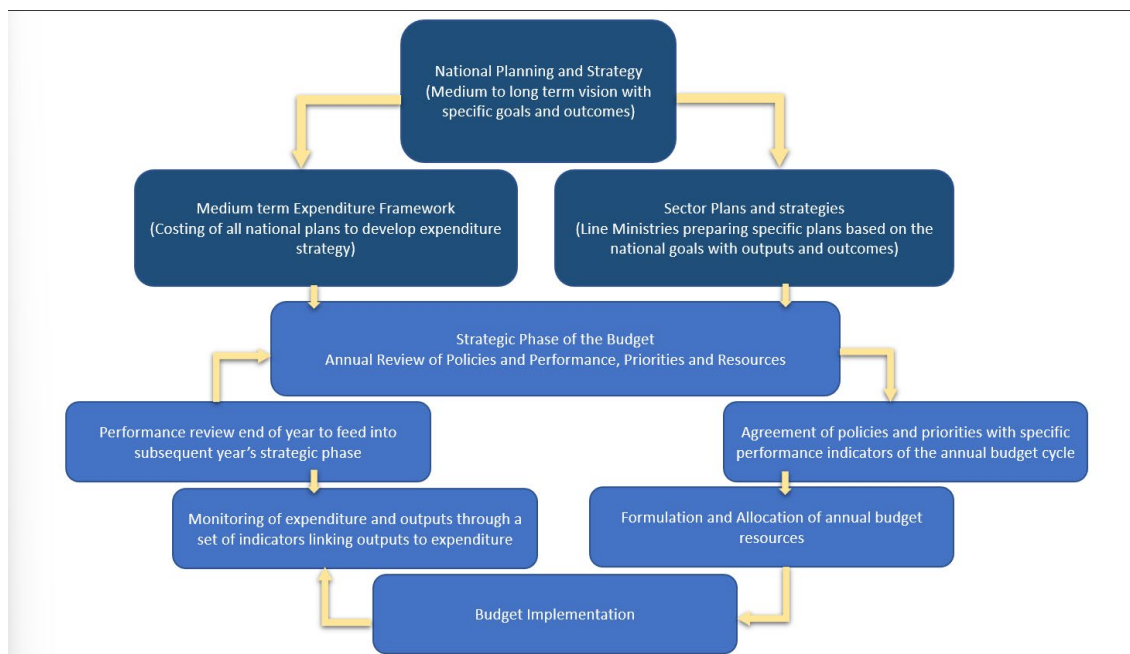 National Planning and Strategy
(Medium to long term vision with
specific goals and outcomes)
Medium term Expenditure Framework
(Costing of all national plans to develop expenditure
strategy)
Sector Plans and strategies
(Line Ministries preparing specific plans based on the
national goals with outputs and outcomes)
Strategic Phase of the Budget
Annual Review of Policies and Performance, Priorities and Resources
Performance review end of year to feed into
subsequent year's strategic phase
Agreement of policies and priorities with specific
performance indicators of the annual budget cycle
Monitoring of expenditure and outputs through a
set of indicators linking outputs to expenditure
Formulation and Allocation of annual budget
resources
Budget Implementation